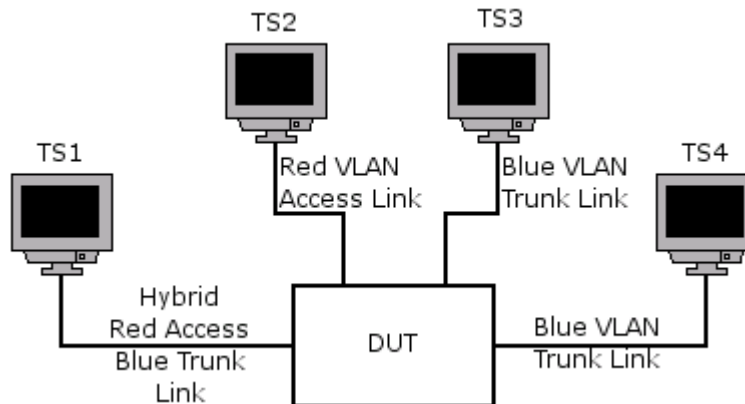 TS2
TS3
TS1
TS4
Red VLAN
Access Link
Blue VLAN
Trunk Link
Hybrid
Red Access
Blue Trunk
Link
DUT
Blue VLAN
Trunk Link